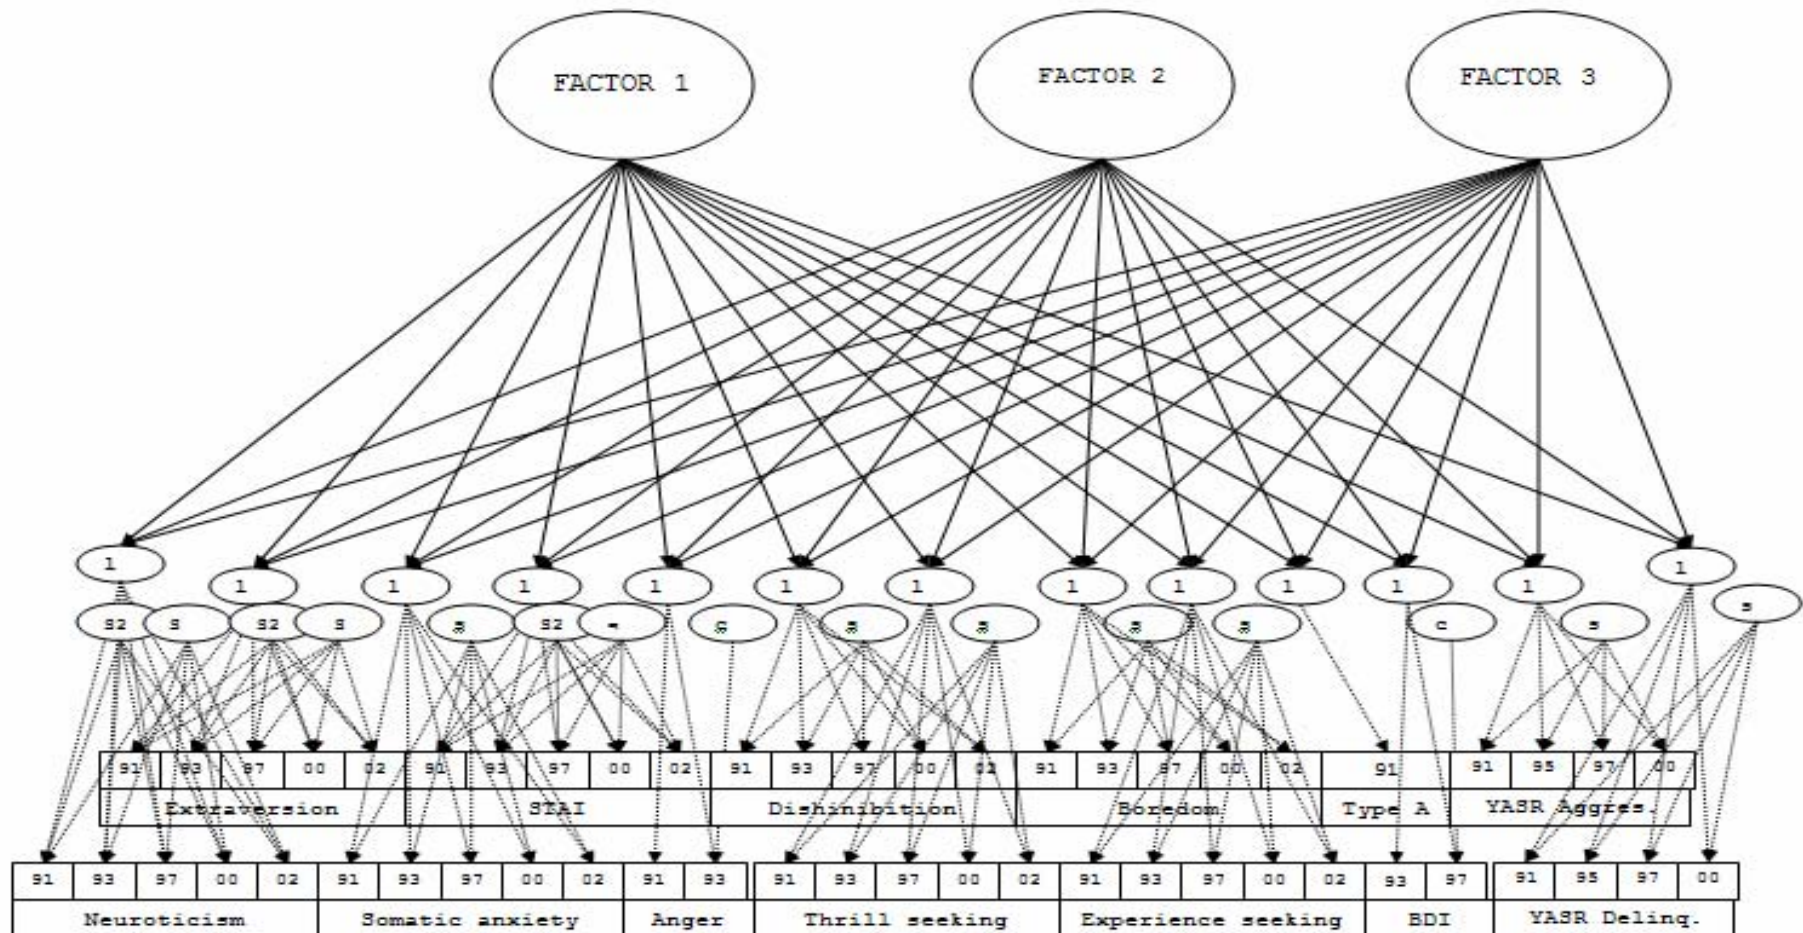 FACTOR 1 FACTOR 2 FACTOR 3
1 1 1 1 1 1 1 1 1 1 1 1 1
S2 S S2 S s S2 c s s s s c s s
91 93 97 00 02 91 93 97 00 02 91 93 97 00 02 91 93 97 00 02 91 91 95 97 00
Extraversion STAI Dishinibition Boredom Type A YASR Aggres.
91 93 97 00 02 91 93 97 00 02 91 93 91 93 97 00 02 91 93 97 00 02 93 97 91 95 97 00
Neuroticism Somatic anxiety Anger Thrill seeking Experience seeking BDI YASR Delinq.